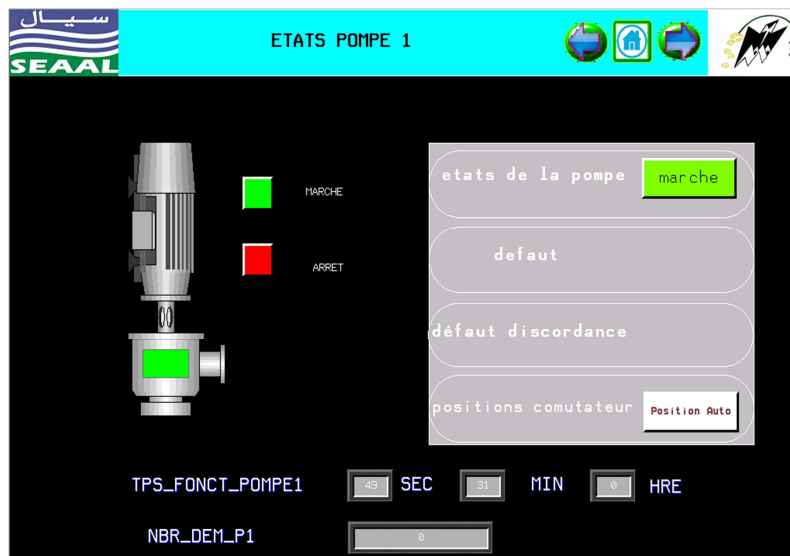 سيال
SEAAL
ETATS POMPE 1
etats de la pompe
marche
MARCHE
defaut
ARRET
défaut discordance
positions comutateur
Position Auto
TPS_FONCT_POMPE1 49 SEC 31 MIN 0 HRE
NBR_DEM_P1 0